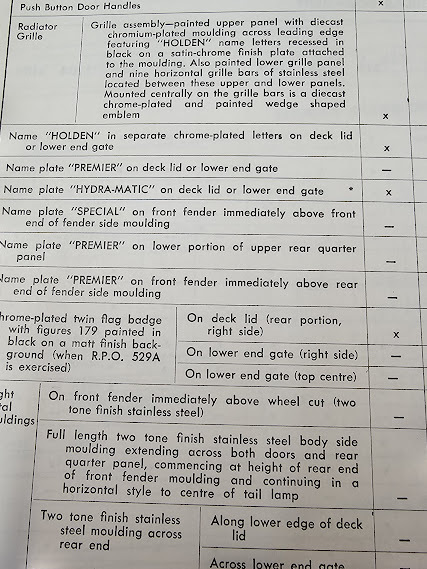 Push Button Door Handles x
Radiator
Grille
Grille assembly—painted upper panel with diecast
chromium-plated moulding across leading edge
featuring "HOLDEN" name letters recessed in
black on a satin-chrome finish plate attached
to the moulding. Also painted lower grille panel
and nine horizontal grille bars of stainless steel
located between these upper and lower panels.
Mounted centrally on the grille bars is a diecast
chrome-plated and painted wedge shaped
emblem x
Name "HOLDEN" in separate chrome-plated letters on deck lid
or lower end gate x
Name plate "PREMIER" on deck lid or lower end gate —
Name plate "HYDRA-MATIC" on deck lid or lower end gate * x
Name plate "SPECIAL" on front fender immediately above front
end of fender side moulding —
Name plate "PREMIER" on lower portion of upper rear quarter
panel —
Name plate "PREMIER" on front fender immediately above rear
end of fender side moulding —
hrome-plated twin flag badge
with figures 179 painted in
black on a matt finish back-
ground (when R.P.O. 529A
is exercised)
On deck lid (rear portion,
right side) x
On lower end gate (right side) —
On lower end gate (top centre) —
ght
tal
uldings
On front fender immediately above wheel cut (two
tone finish stainless steel) —
Full length two tone finish stainless steel body side
moulding extending across both doors and rear
quarter panel, commencing at height of rear end
of front fender moulding and continuing in a
horizontal style to centre of tail lamp —
Two tone finish stainless
steel moulding across
rear end
Along lower edge of deck
lid —
Across lower end gate